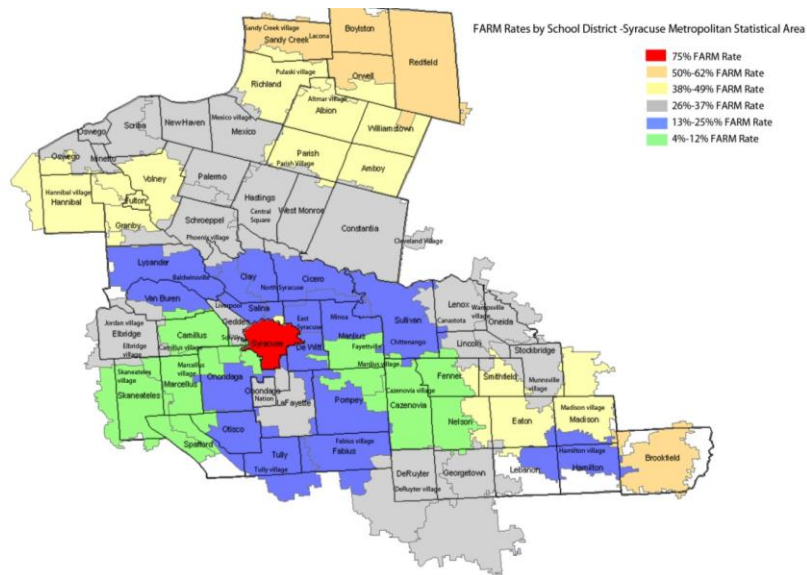 FARM Rates by School District -Syracuse Metropolitan Statistical Area
75% FARM Rate
50%-62% FARM Rate
38%-49% FARM Rate
26%-37% FARM Rate
13%-25%% FARM Rate
4%-12% FARM Rate
Sandy Creek village
Lacona
Sandy Creek
Boylston
Redfield
Orwell
Richland
Pulaski village
Altmar village
Albion
Williamstown
Parish
Parish Village
Amboy
Oswego
Scriba
New Haven
Mexico village
Mexico
Oswego
Minetto
Hannibal village
Hannibal
Volney
Fulton
Granby
Palermo
Schroeppel
Phoenix village
Hastings
Central
Square
West Monroe
Constantia
Cleveland Village
Lysander
Baldwinsville
Clay
Cicero
North Syracuse
Van Buren
Liverpool
Salina
Geddes
Solvay
Syracuse
East
Syracuse
Minoa
De Witt
Manlius
Fayettville
Manlius village
Sullivan
Chittenango
Lenox
Wampsville
village
Canastota
Oneida
Lincoln
Stockbridge
Munnsville
village
Jordan village
Elbridge
Elbridge
village
Camillus
Camillus village
Skaneateles
village
Skaneateles
Marcellus
village
Marcellus
Onondaga
Onondaga
Nation
LaFayette
Pompey
Cazenovia village
Cazenovia
Fenner
Nelson
Smithfield
Eaton
Madison village
Madison
Spafford
Otisco
Tully
Tully village
Fabius village
Fabius
DeRuyter
DeRuyter village
Georgetown
Lebanon
Hamilton village
Hamilton
Brookfield